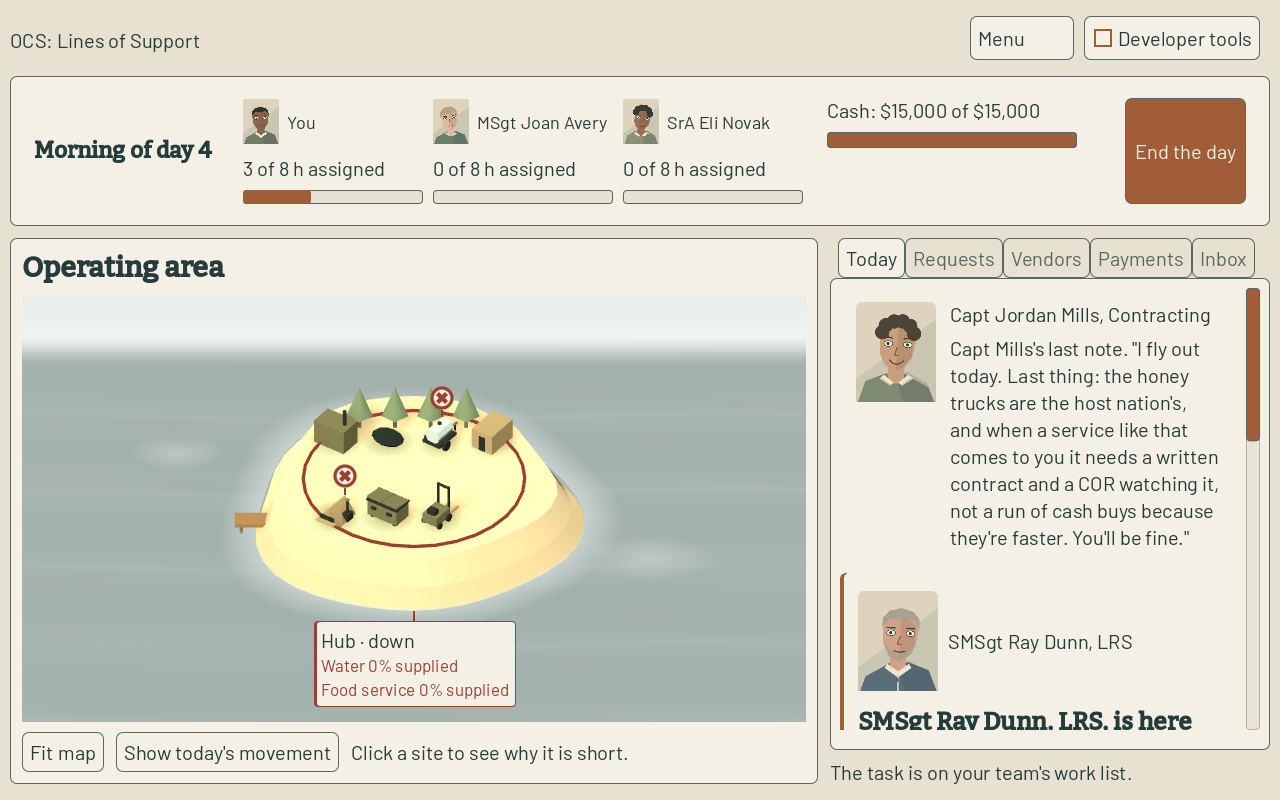 OCS: Lines of Support
Menu
Developer tools
Morning of day 4
You
3 of 8 h assigned
MSgt Joan Avery
0 of 8 h assigned
SrA Eli Novak
0 of 8 h assigned
Cash: $15,000 of $15,000
End the day
Operating area
Hub · down
Water 0% supplied
Food service 0% supplied
Fit map
Show today's movement
Click a site to see why it is short.
Today
Requests
Vendors
Payments
Inbox
Capt Jordan Mills, Contracting
Capt Mills's last note. "I fly out
today. Last thing: the honey
trucks are the host nation's,
and when a service like that
comes to you it needs a written
contract and a COR watching it,
not a run of cash buys because
they're faster. You'll be fine."
SMSgt Ray Dunn, LRS
SMSgt Ray Dunn, LRS, is here
The task is on your team's work list.